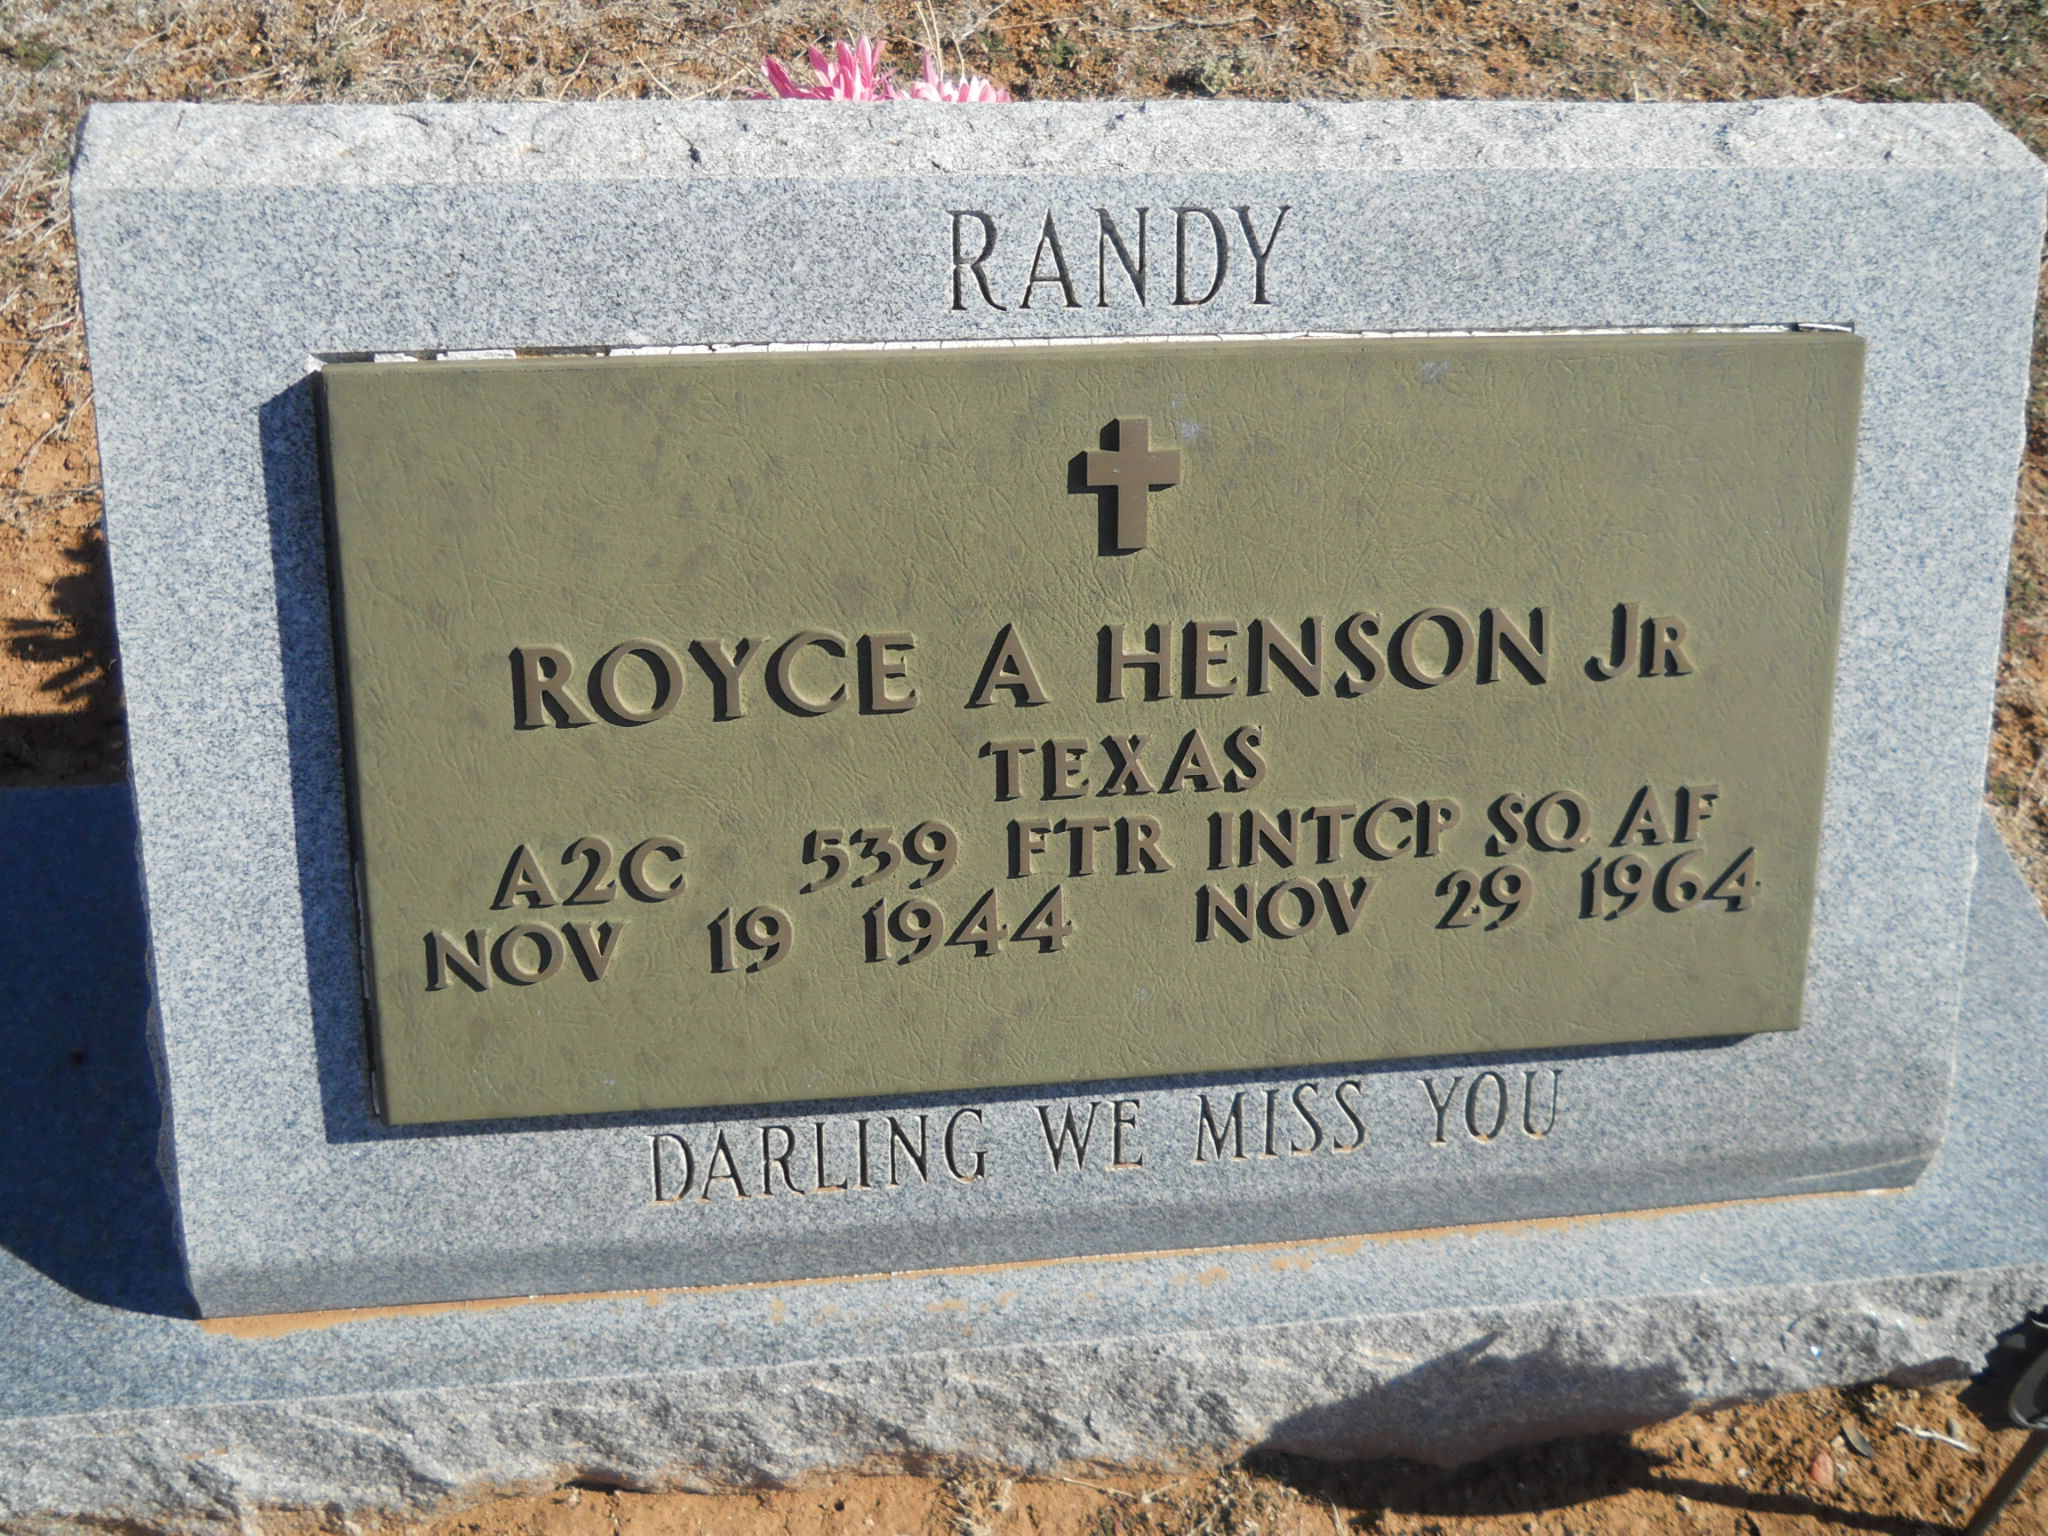 RANDY
ROYCE A HENSON JR
TEXAS
A2C 539 FTR INTCP SQ AF
NOV 19 1944 NOV 29 1964
DARLING WE MISS YOU